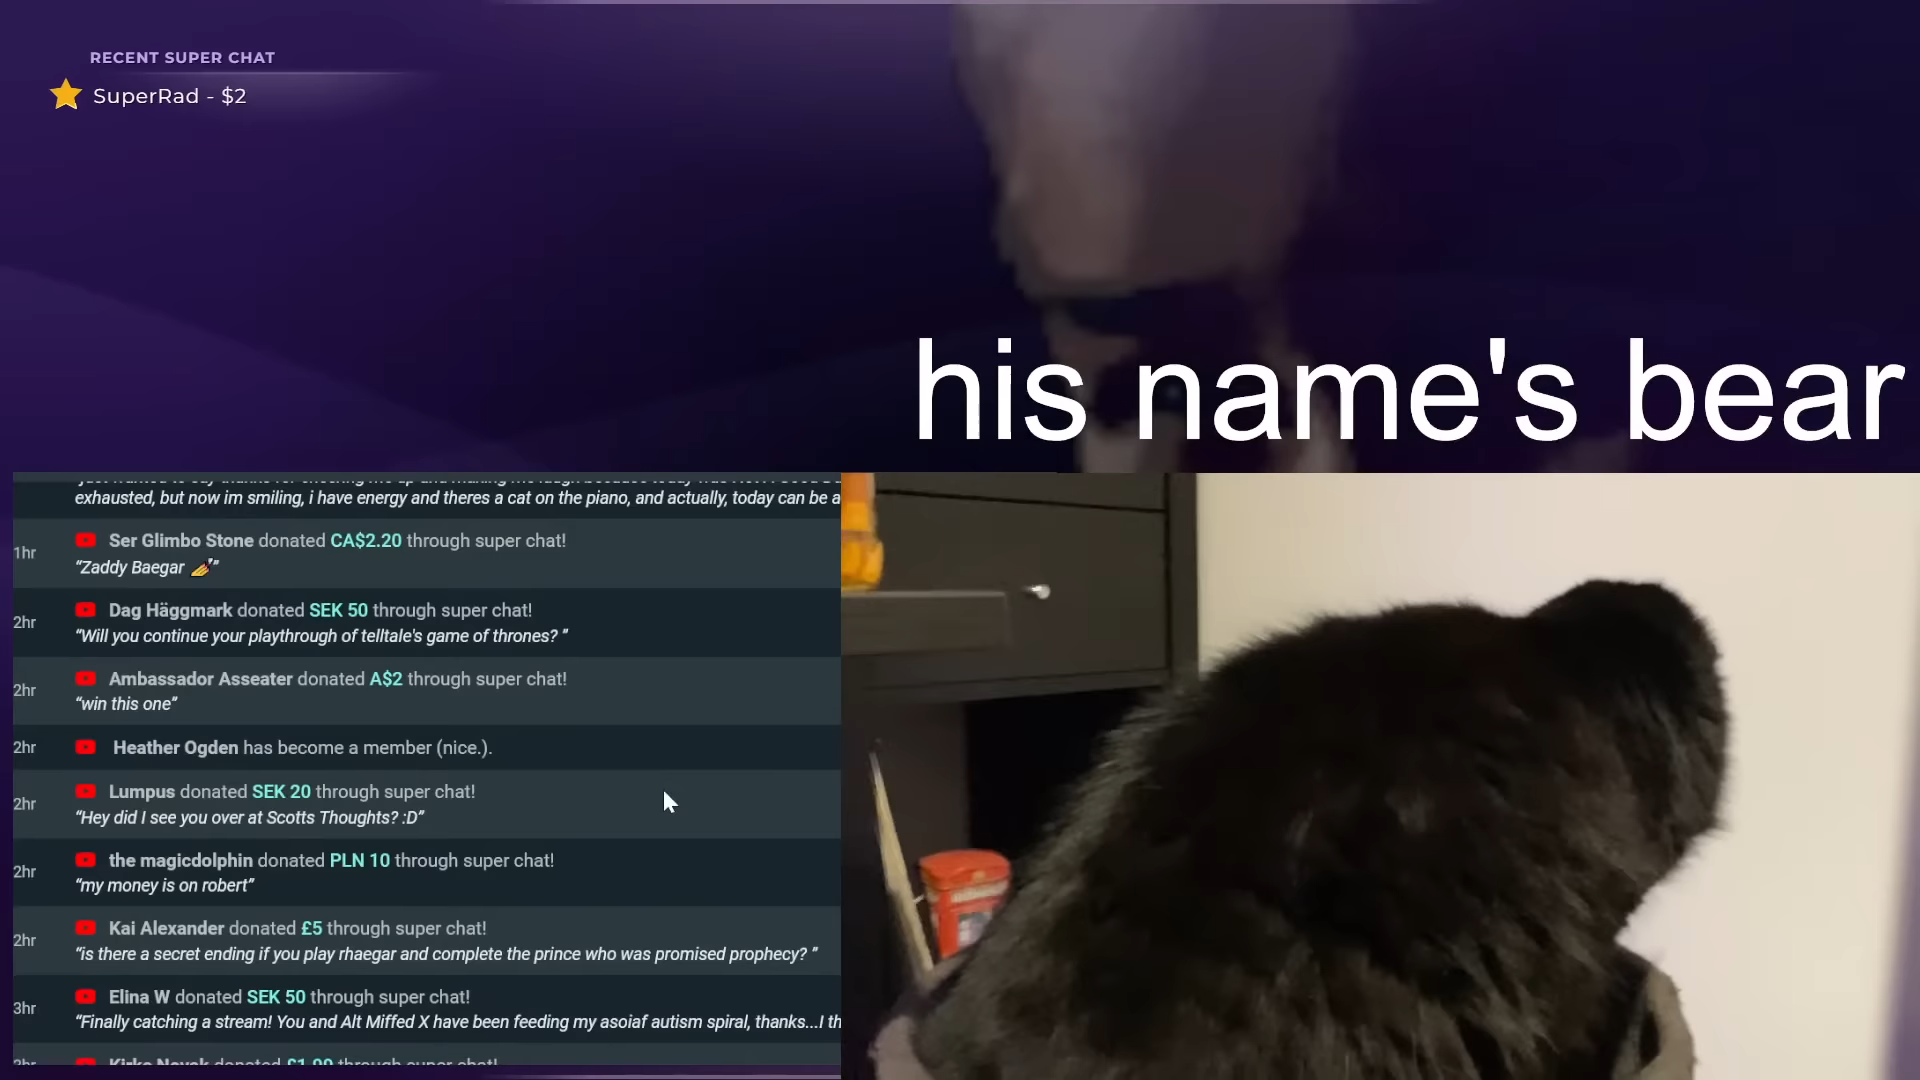 RECENT SUPER CHAT
SuperRad - $2
his name's bear
exhausted, but now im smiling, i have energy and theres a cat on the piano, and actually, today can be a
1hr
Ser Glimbo Stone donated CA$2.20 through super chat!
“Zaddy Baegar 💅”
2hr
Dag Häggmark donated SEK 50 through super chat!
“Will you continue your playthrough of telltale's game of thrones? ”
2hr
Ambassador Asseater donated A$2 through super chat!
“win this one”
2hr
Heather Ogden has become a member (nice.).
2hr
Lumpus donated SEK 20 through super chat!
“Hey did I see you over at Scotts Thoughts? :D”
2hr
the magicdolphin donated PLN 10 through super chat!
“my money is on robert”
2hr
Kai Alexander donated £5 through super chat!
“is there a secret ending if you play rhaegar and complete the prince who was promised prophecy? ”
3hr
Elina W donated SEK 50 through super chat!
“Finally catching a stream! You and Alt Miffed X have been feeding my asoiaf autism spiral, thanks...I th
donated £1.99 through super chat!